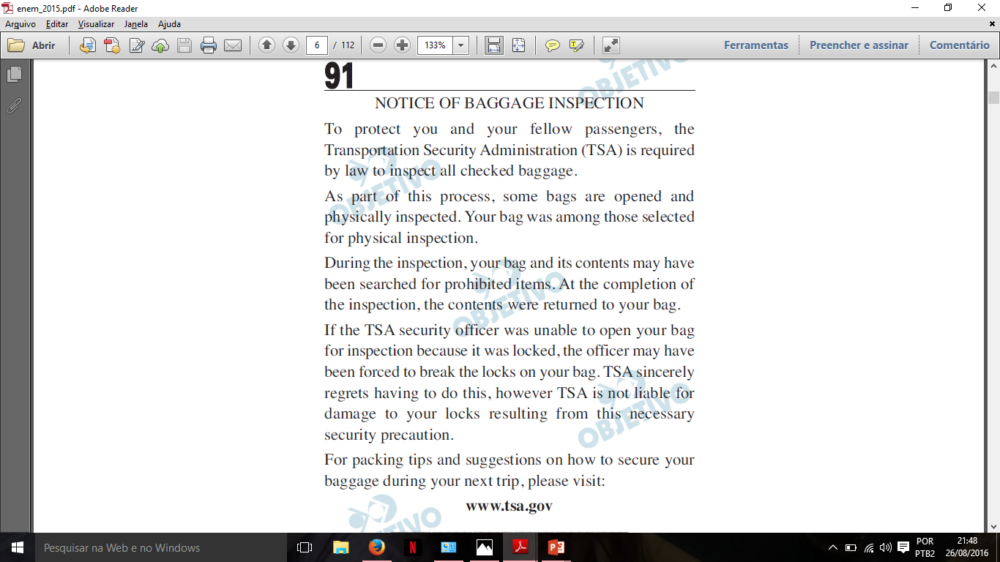 enem_2015.pdf - Adobe Reader
Arquivo Editar Visualizar Janela Ajuda
Abrir 6 / 112 133% Ferramentas Preencher e assinar Comentário
91
OBJETIVO
NOTICE OF BAGGAGE INSPECTION
To protect you and your fellow passengers, the
Transportation Security Administration (TSA) is required
by law to inspect all checked baggage.
OBJETIVO
As part of this process, some bags are opened and
physically inspected. Your bag was among those selected
for physical inspection.
During the inspection, your bag and its contents may have
been searched for prohibited items. At the completion of
the inspection, the contents were returned to your bag.
OBJETIVO
If the TSA security officer was unable to open your bag
for inspection because it was locked, the officer may have
been forced to break the locks on your bag. TSA sincerely
regrets having to do this, however TSA is not liable for
damage to your locks resulting from this necessary
security precaution.
OBJETIVO
For packing tips and suggestions on how to secure your
baggage during your next trip, please visit:
www.tsa.gov
OBJETIVO
Pesquisar na Web e no Windows
POR 21:48
PTB2 26/08/2016